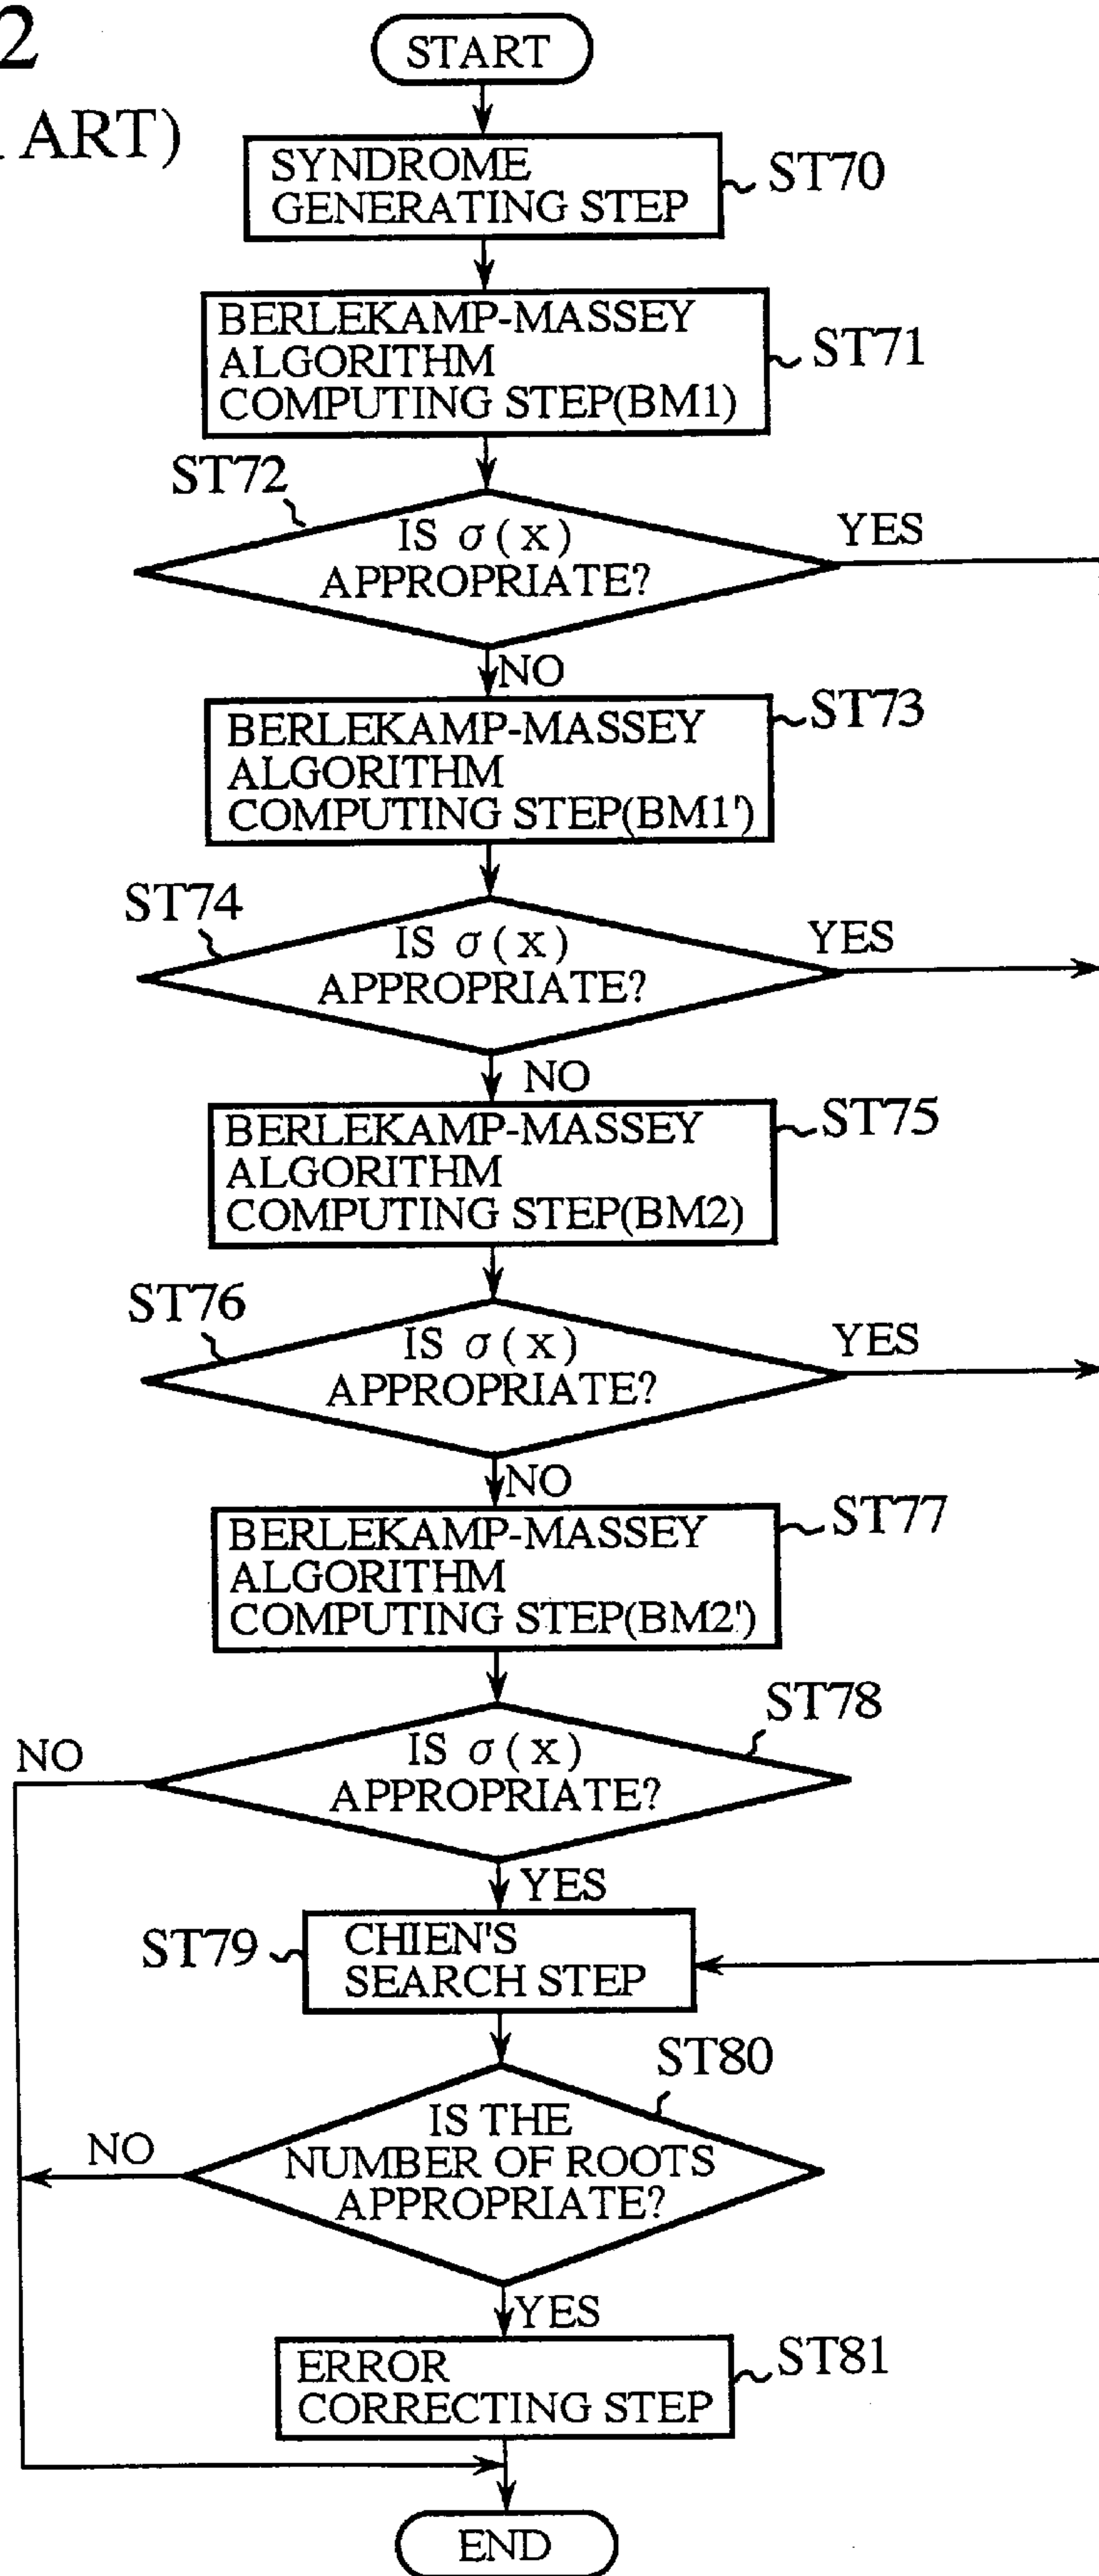 2
ART)
START
SYNDROME
GENERATING STEP
ST70
BERLEKAMP-MASSEY
ALGORITHM
COMPUTING STEP(BM1)
ST71
ST72
IS σ(x)
APPROPRIATE?
YES
NO
BERLEKAMP-MASSEY
ALGORITHM
COMPUTING STEP(BM1')
ST73
ST74
IS σ(x)
APPROPRIATE?
YES
NO
BERLEKAMP-MASSEY
ALGORITHM
COMPUTING STEP(BM2)
ST75
ST76
IS σ(x)
APPROPRIATE?
YES
NO
BERLEKAMP-MASSEY
ALGORITHM
COMPUTING STEP(BM2')
ST77
ST78
IS σ(x)
APPROPRIATE?
NO
YES
CHIEN'S
SEARCH STEP
ST79
ST80
IS THE
NUMBER OF ROOTS
APPROPRIATE?
NO
YES
ERROR
CORRECTING STEP
ST81
END